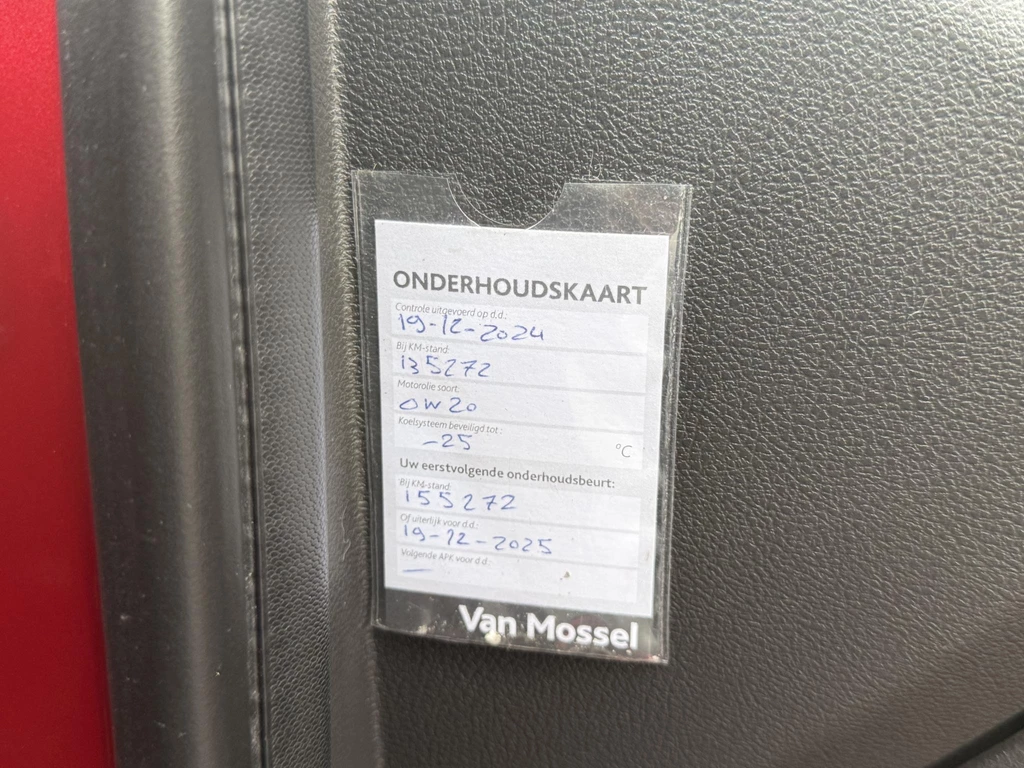 ONDERHOUDSKAART
Controle uitgevoerd op d.d.:
19-12-2024
Bij KM-stand:
135272
Motorolie soort:
0W20
Koelsysteem beveiligd tot:
-25 °C
Uw eerstvolgende onderhoudsbeurt:
Bij KM-stand:
155272
Of uiterlijk voor d.d.:
19-12-2025
Volgende APK voor d.d.:
—
Van Mossel